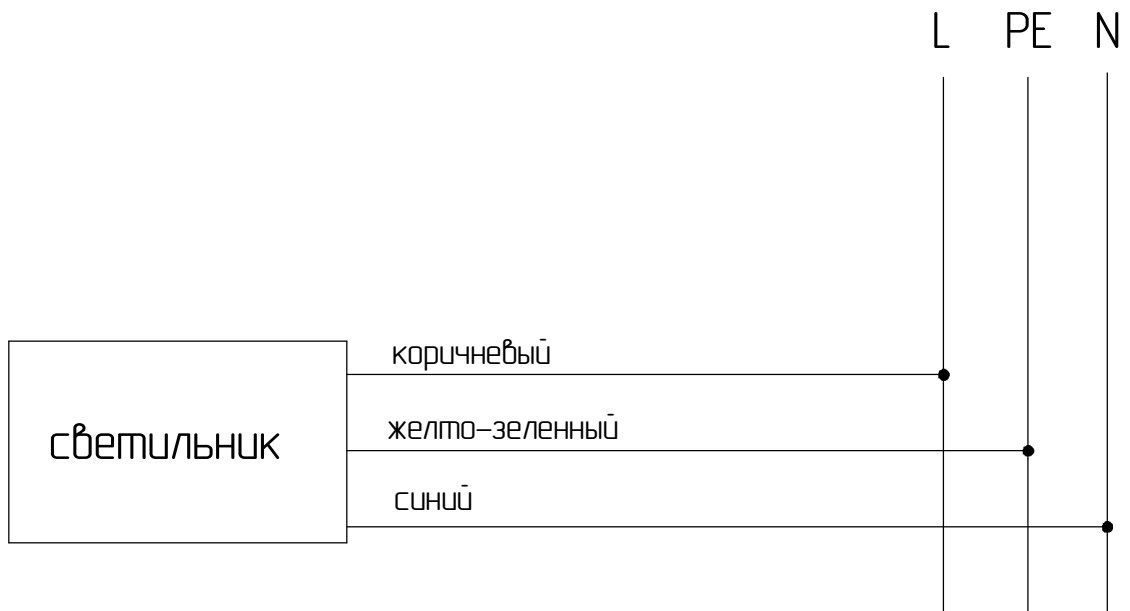 L PE N
коричневый
желто-зеленный
светильник
синий